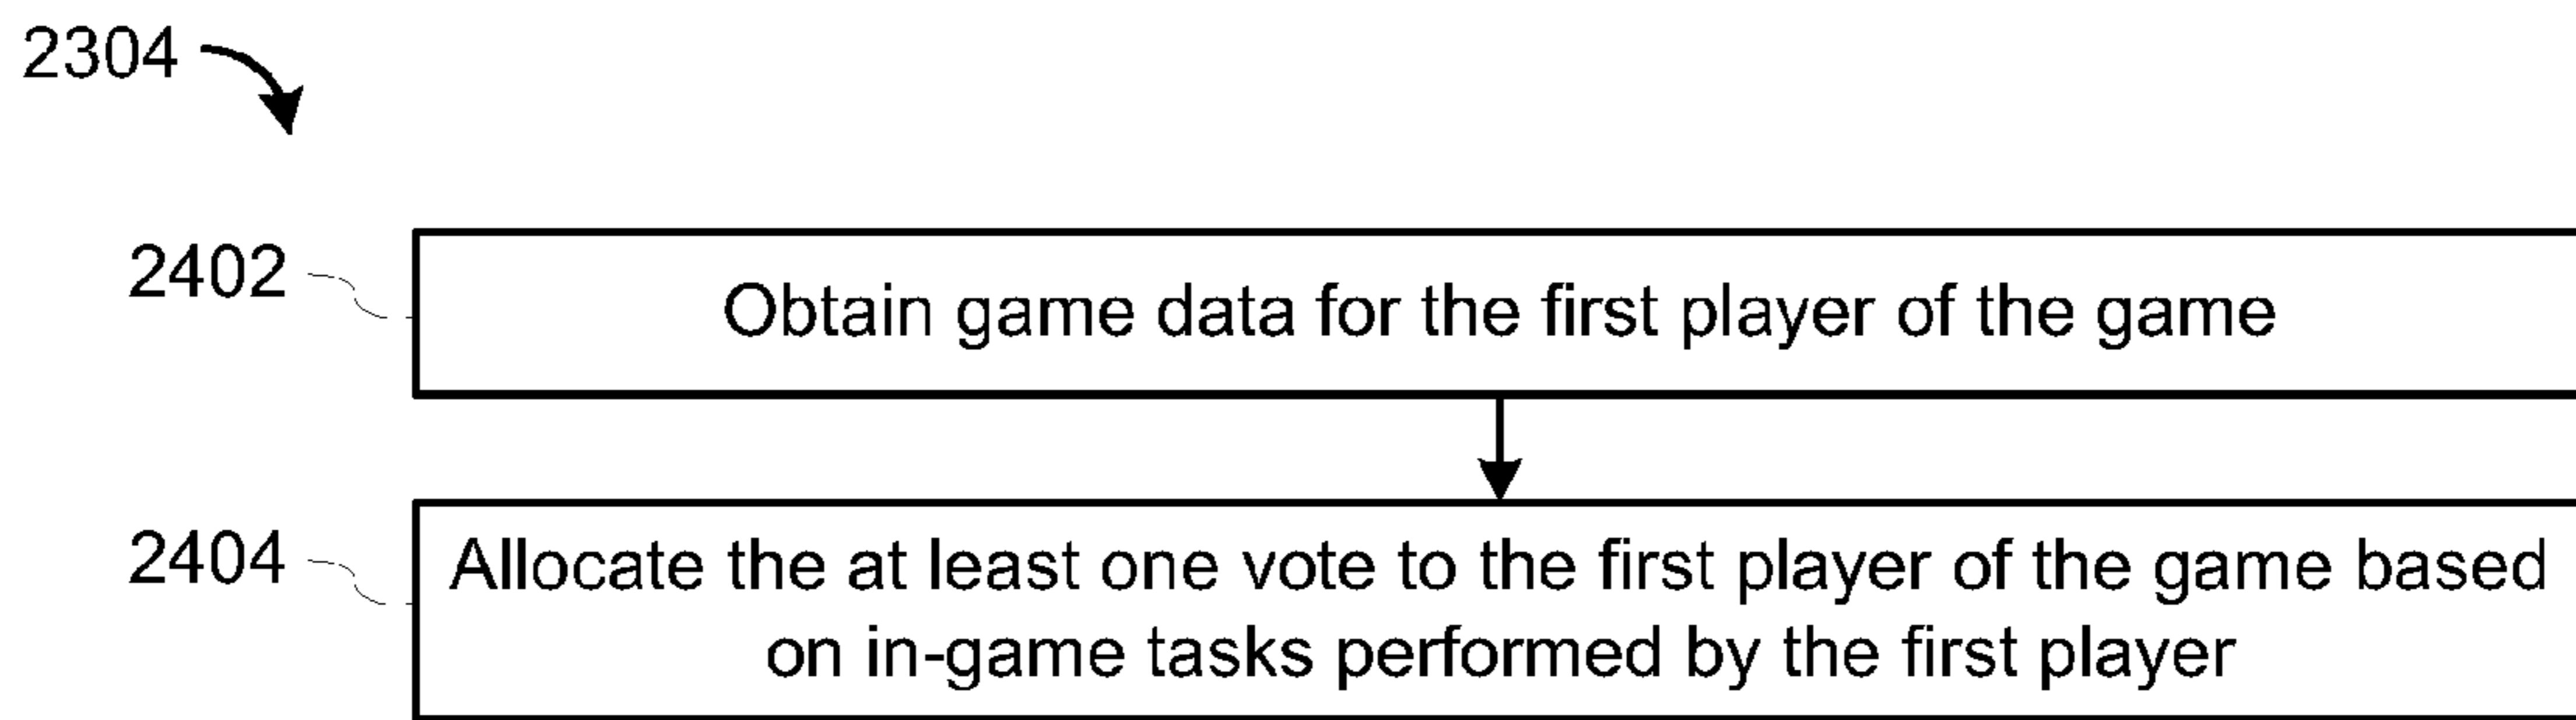 2304
2402
Obtain game data for the first player of the game
2404
Allocate the at least one vote to the first player of the game based
on in-game tasks performed by the first player